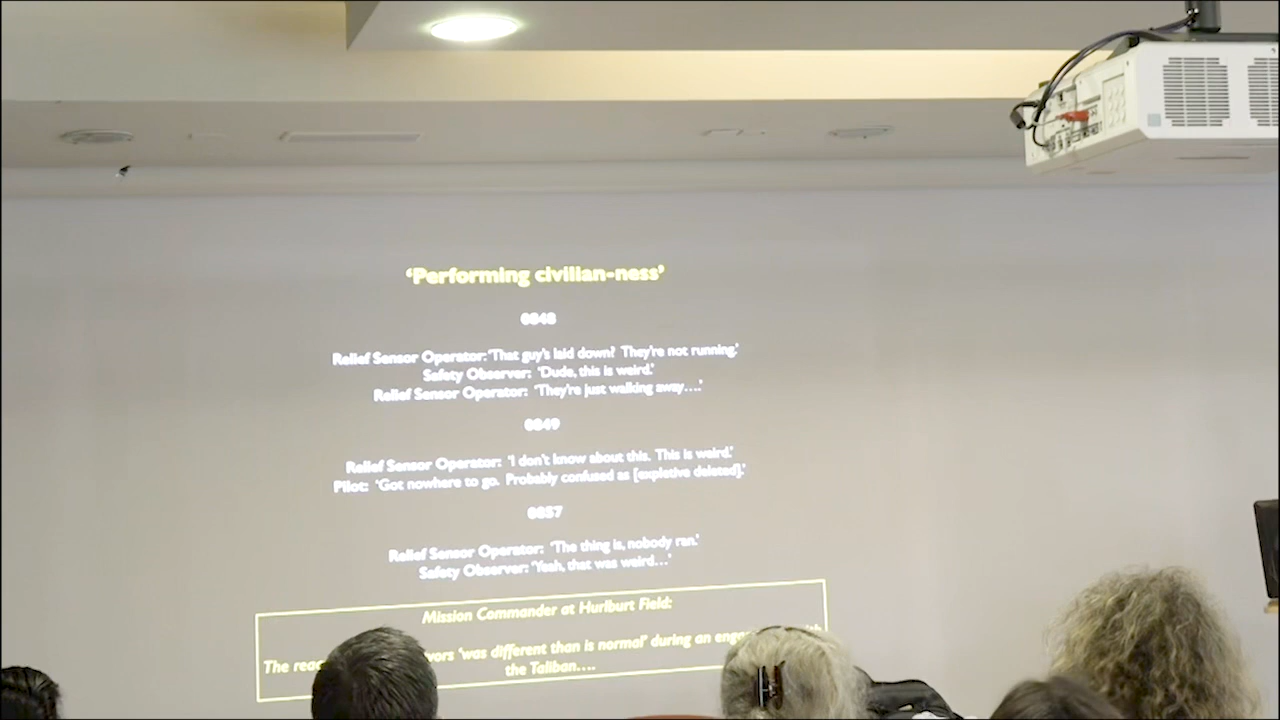 ‘Performing civilian-ness’
0848
Relief Sensor Operator: ‘That guy’s laid down?  They’re not running.’
Safety Observer:  ‘Dude, this is weird.’
Relief Sensor Operator:  ‘They’re just walking away….’
0849
Relief Sensor Operator:  ‘I don’t know about this.  This is weird.’
Pilot:  ‘Got nowhere to go.  Probably confused as [expletive deleted].’
0857
Relief Sensor Operator:  ‘The thing is, nobody ran.’
Safety Observer: ‘Yeah, that was weird…’
Mission Commander at Hurlburt Field:
The ‘was different than is normal’ during an
the Taliban….